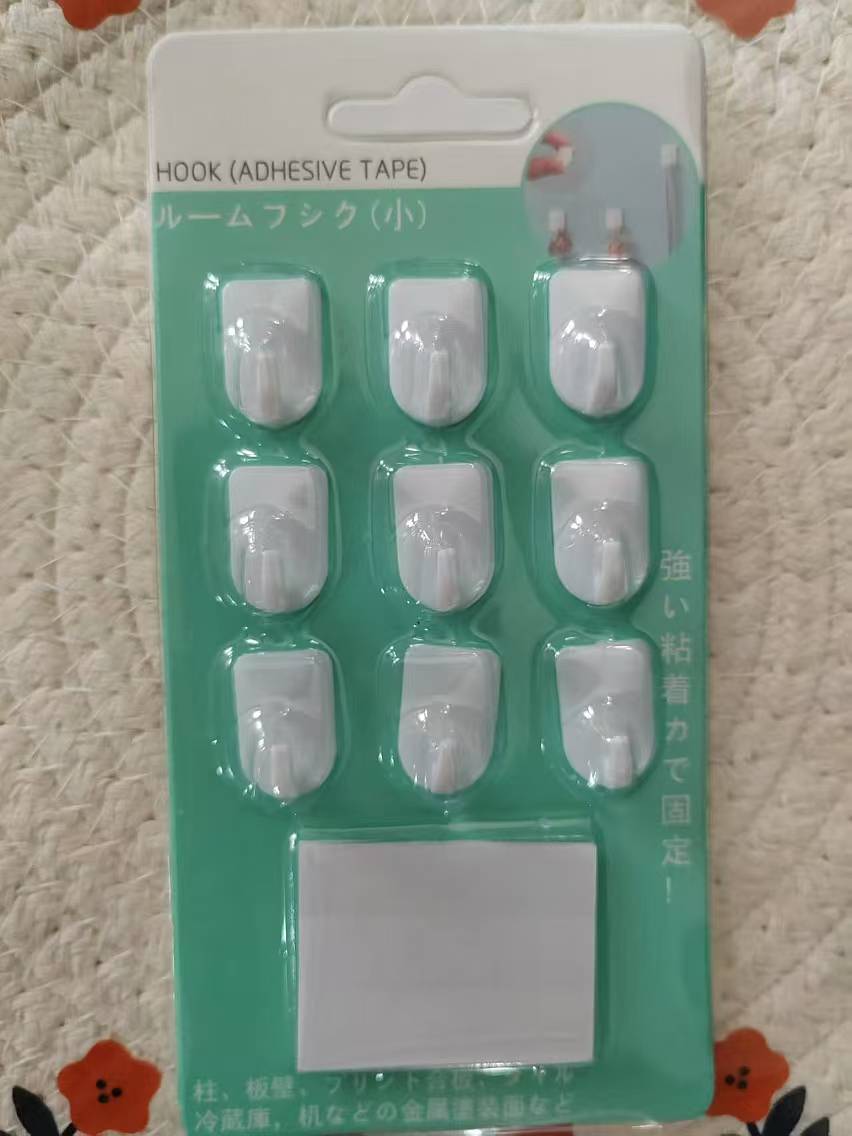 HOOK (ADHESIVE TAPE)
ルームフシク(小)
強い粘着力で固定!
柱、板壁、プリント合板、タイル
冷蔵庫,机などの金属塗装面など